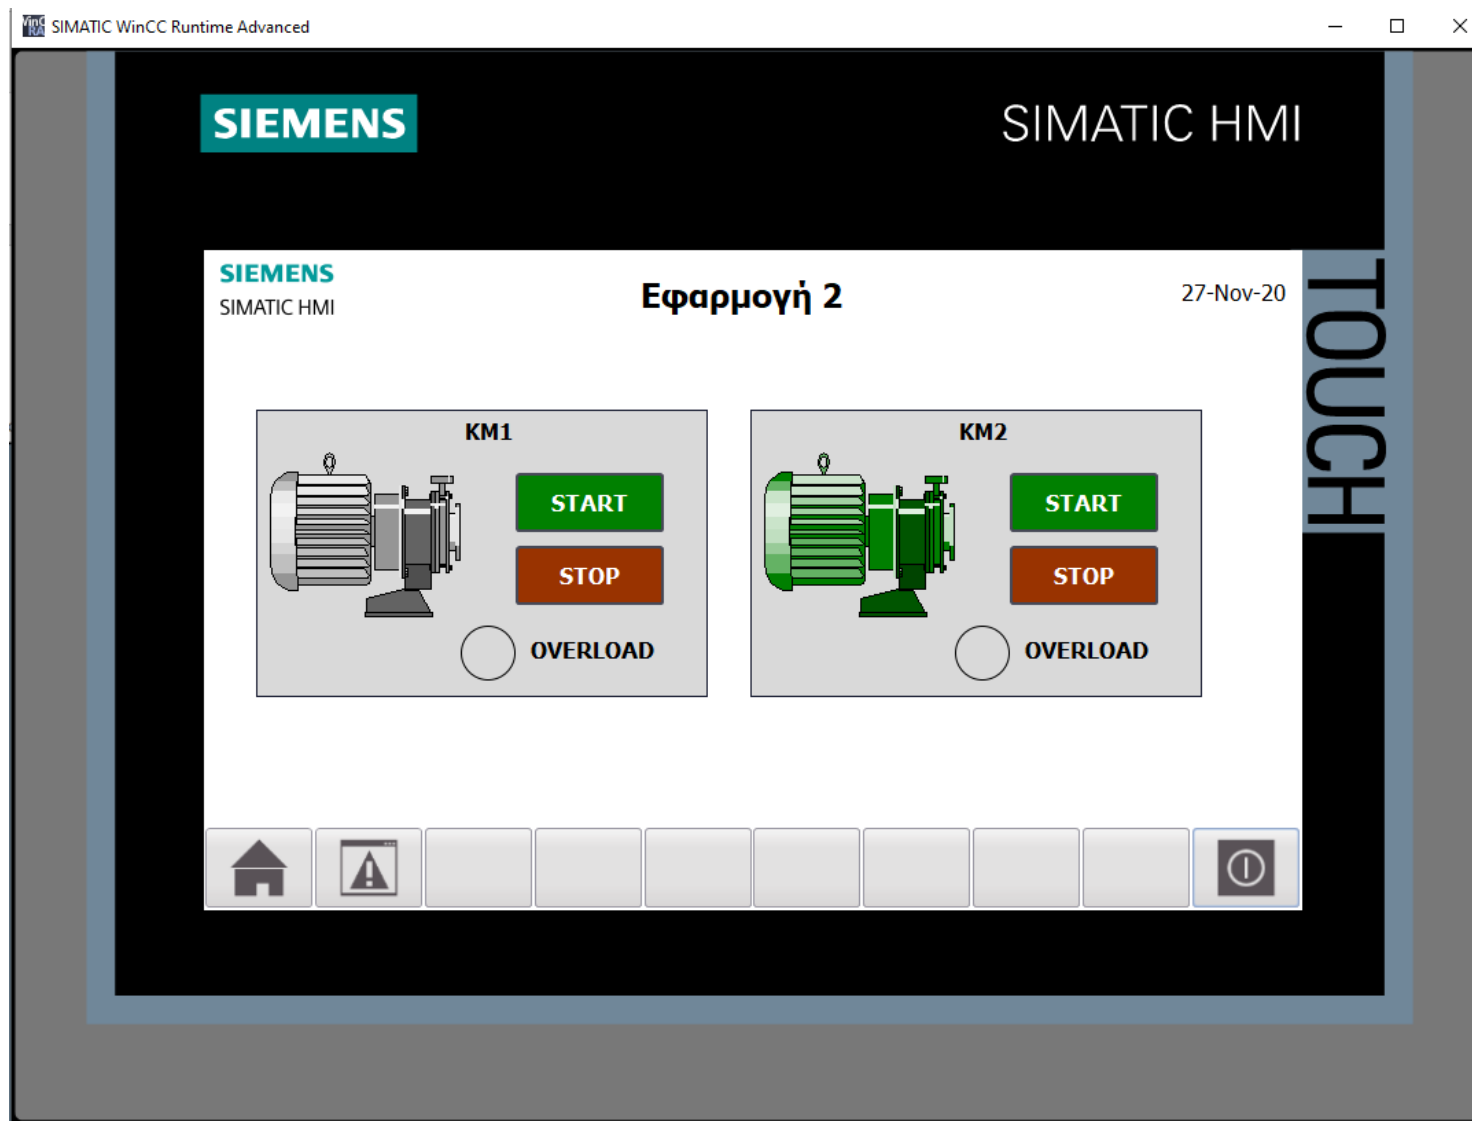 SIMATIC WinCC Runtime Advanced
SIEMENS
SIMATIC HMI
SIEMENS
SIMATIC HMI
Εφαρμογή 2
27-Nov-20
TOUCH
KM1
START
STOP
OVERLOAD
KM2
START
STOP
OVERLOAD